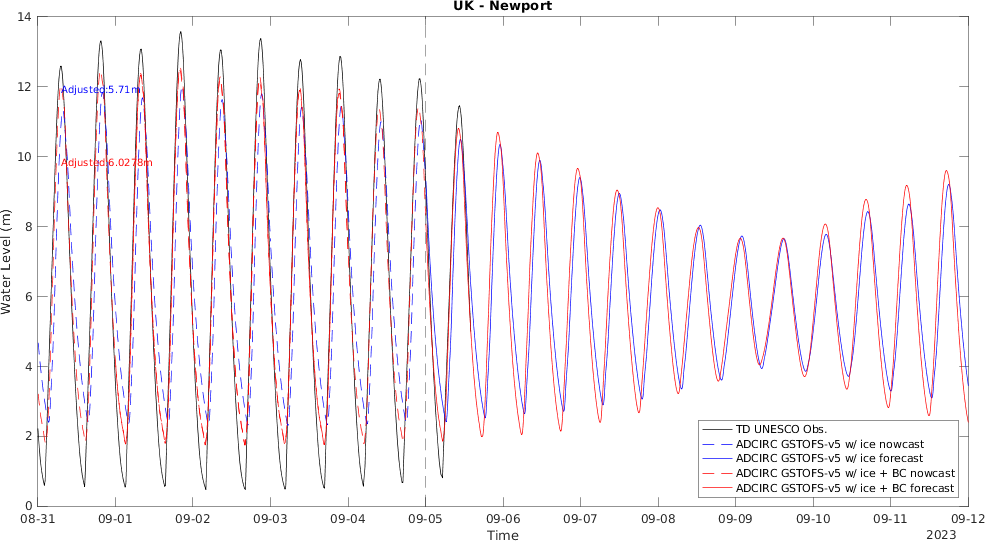 UK - Newport
14
12
10
8
6
4
2
0
Water Level (m)
Adjusted:5.71m
Adjusted:6.0278m
TD UNESCO Obs.
ADCIRC GSTOFS-v5 w/ ice nowcast
ADCIRC GSTOFS-v5 w/ ice forecast
ADCIRC GSTOFS-v5 w/ ice + BC nowcast
ADCIRC GSTOFS-v5 w/ ice + BC forecast
08-31 09-01 09-02 09-03 09-04 09-05 09-06 09-07 09-08 09-09 09-10 09-11 09-12
Time
2023